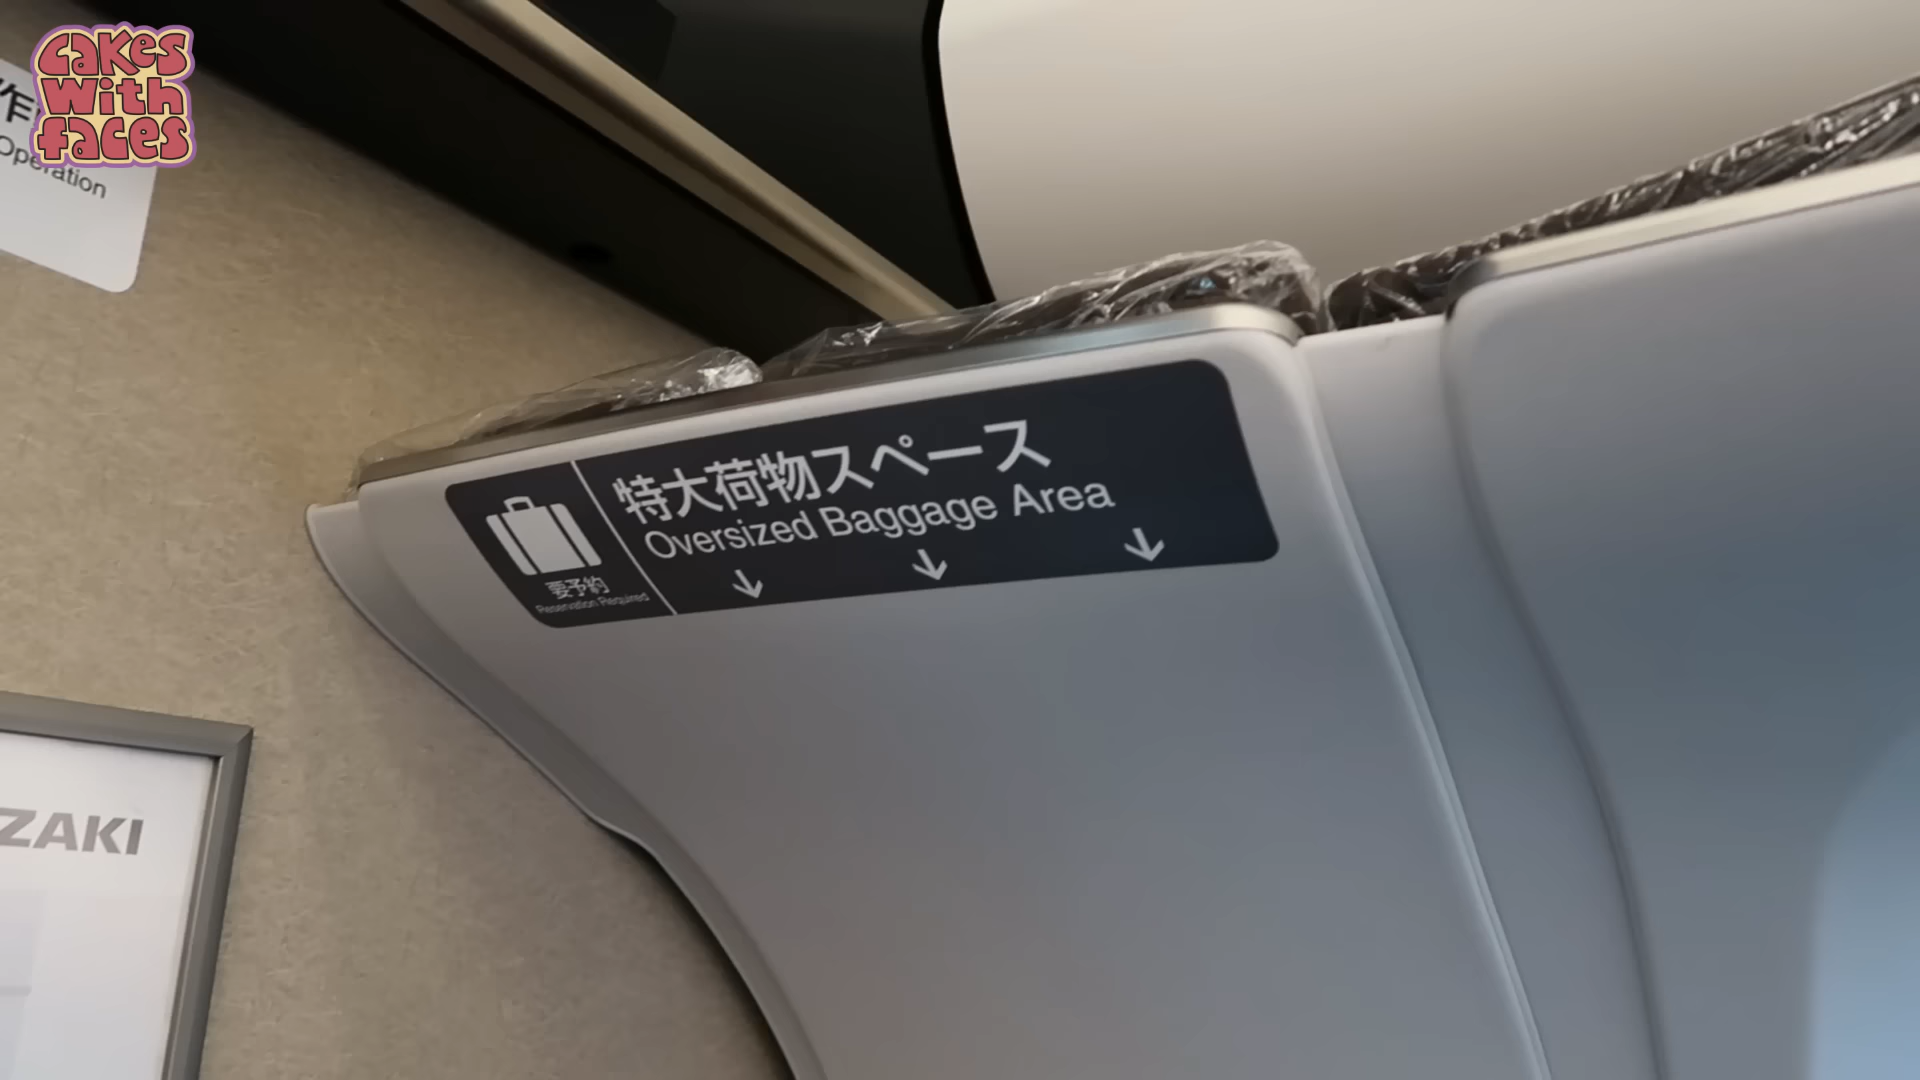 Cakes
With
faces
Operation
特大荷物スペース
Oversized Baggage Area
要予約
Reservation Required
ZAKI